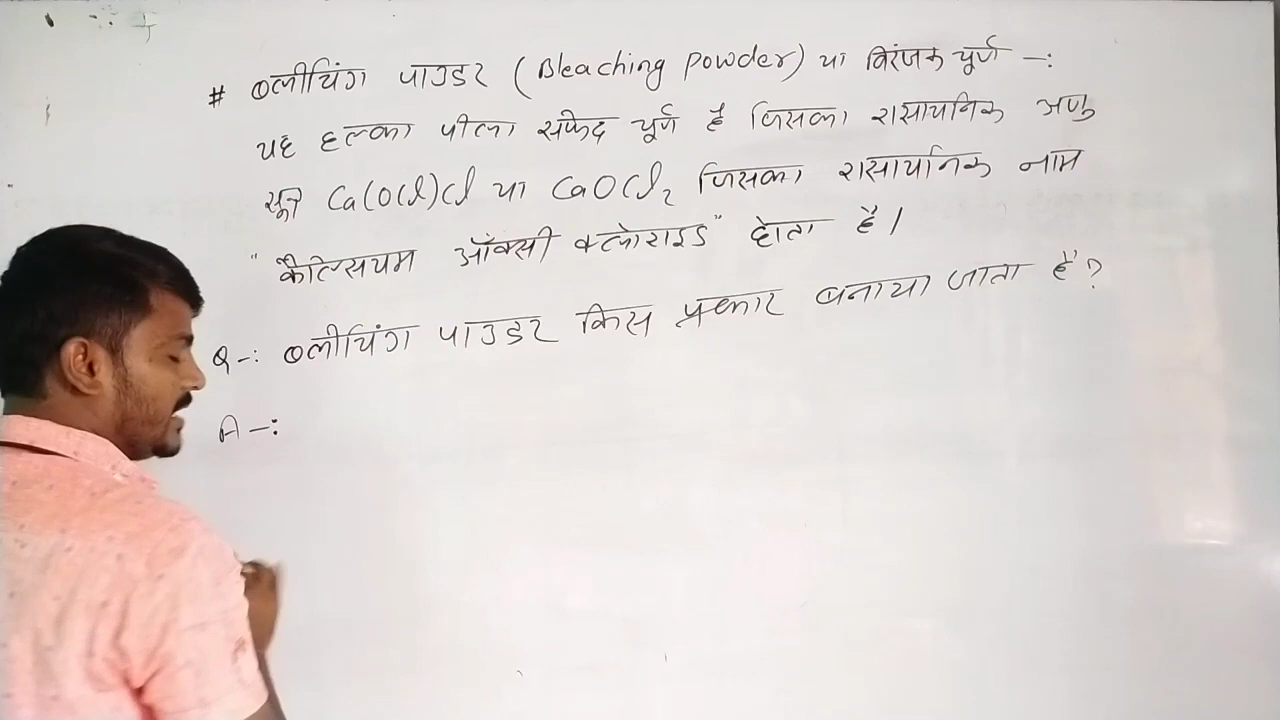 # ब्लीचिंग पाउडर (Bleaching Powder) या विरंजक चूर्ण -:
यह हल्का पीला सफेद चूर्ण है जिसका रासायनिक अणु
सूत्र Ca(OCl)Cl या CaOCl₂ जिसका रासायनिक नाम
"कैल्सियम ऑक्सी क्लोराइड" होता है।
Q-: ब्लीचिंग पाउडर किस प्रकार बनाया जाता है?
A-: